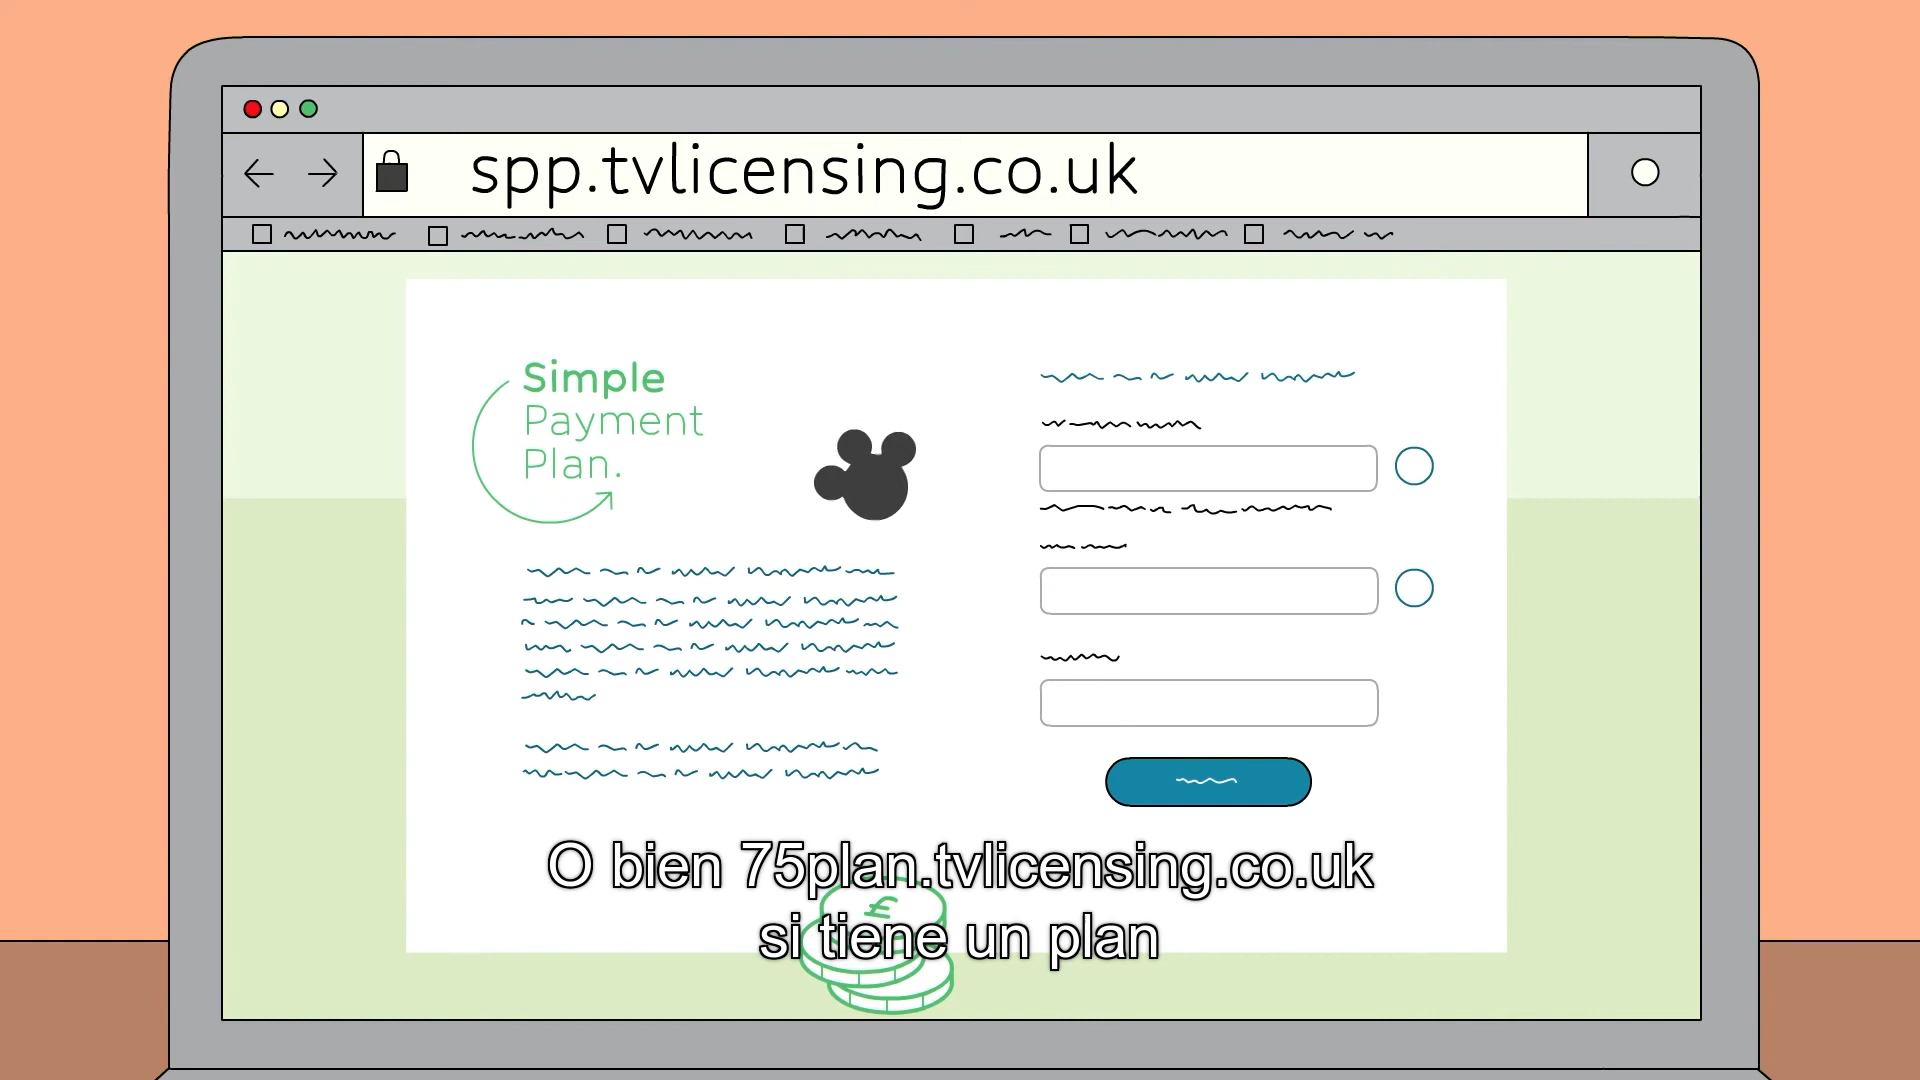 spp.tvlicensing.co.uk
Simple
Payment
Plan.
£
O bien 75plan.tvlicensing.co.uk
si tiene un plan